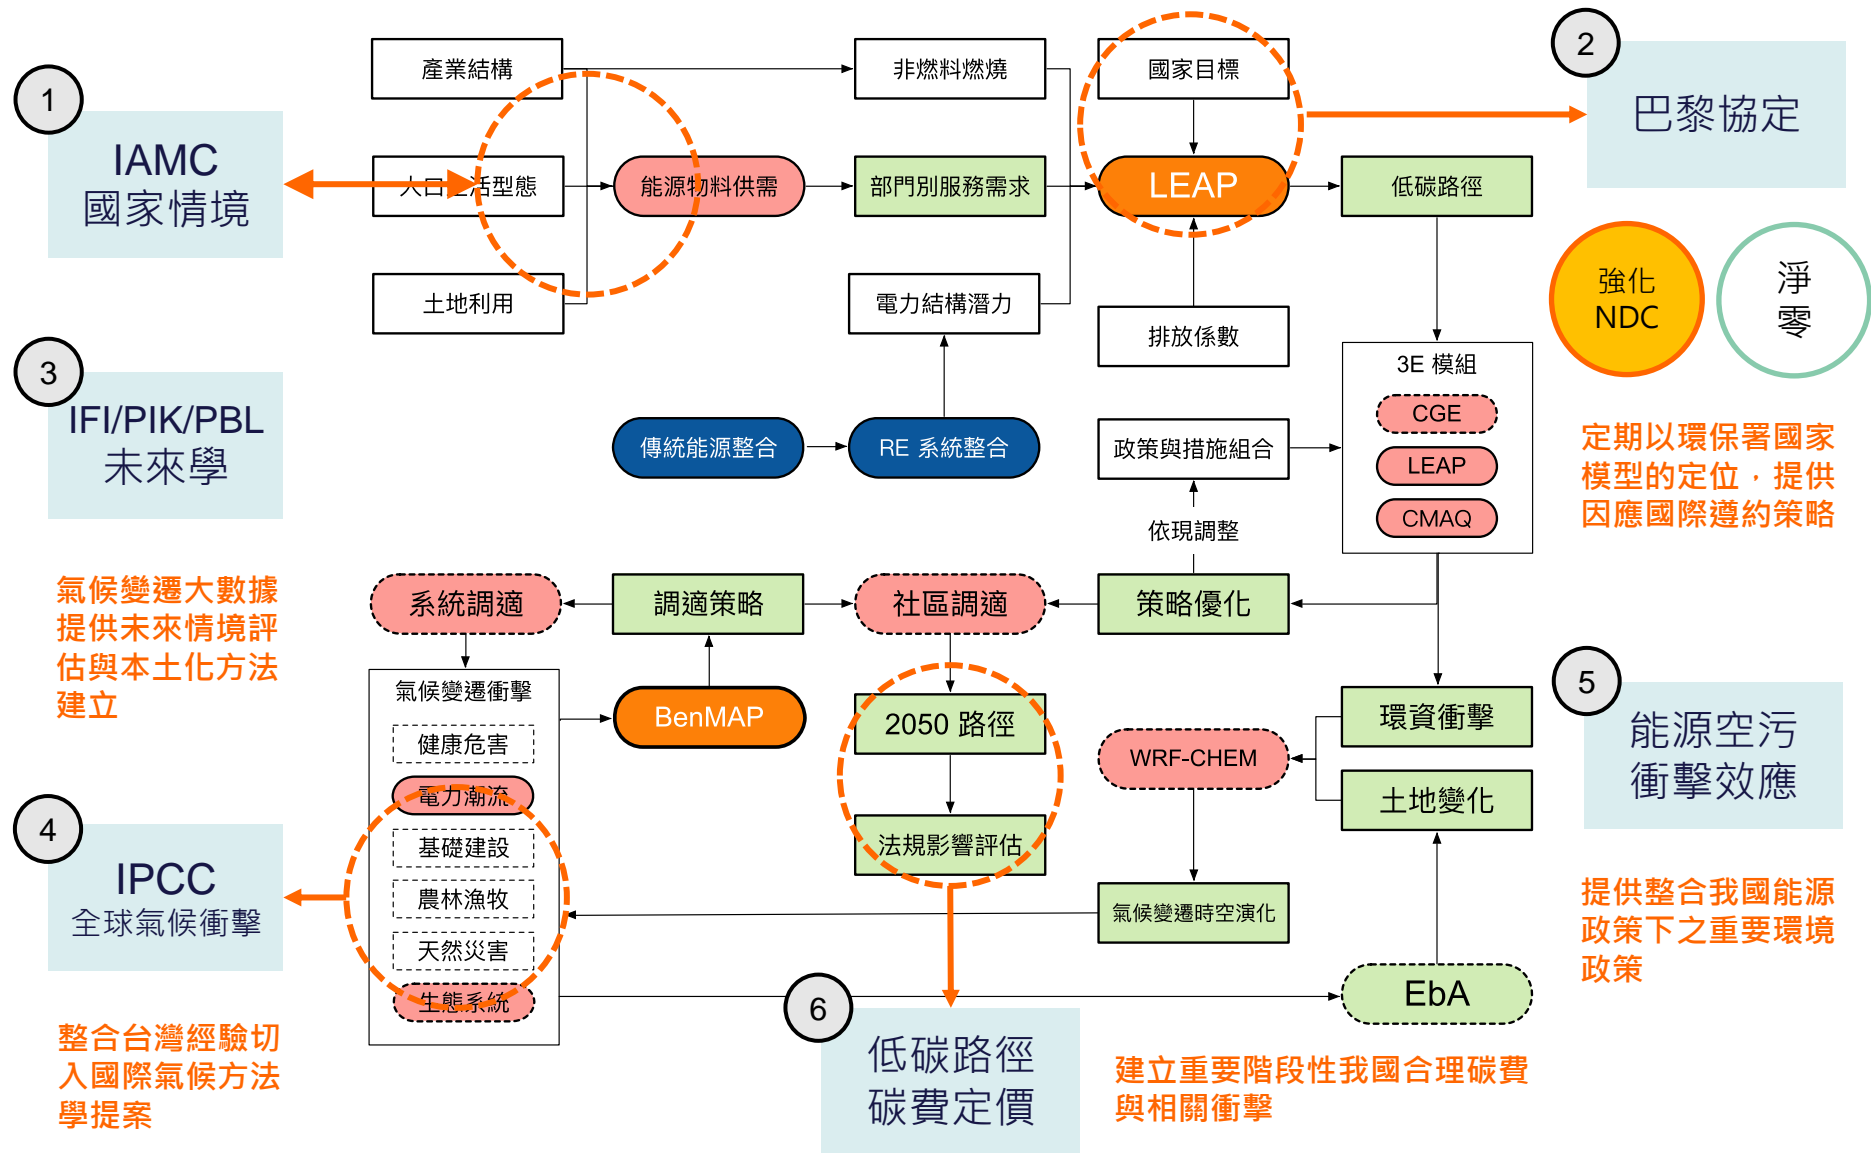 1
IAMC
國家情境
產業結構
非燃料燃燒
國家目標
2
巴黎協定
人口生活型態
能源物料供需
部門別服務需求
LEAP
低碳路徑
土地利用
電力結構潛力
排放係數
強化
NDC
淨
零
3
IFI/PIK/PBL
未來學
傳統能源整合
RE 系統整合
政策與措施組合
3E 模組
CGE
LEAP
CMAQ
定期以環保署國家
模型的定位，提供
因應國際遵約策略
依現調整
氣候變遷大數據
提供未來情境評
估與本土化方法
建立
系統調適
調適策略
社區調適
策略優化
氣候變遷衝擊
健康危害
電力潮流
基礎建設
農林漁牧
天然災害
生態系統
BenMAP
2050 路徑
法規影響評估
WRF-CHEM
環資衝擊
土地變化
氣候變遷時空演化
EbA
5
能源空污
衝擊效應
提供整合我國能源
政策下之重要環境
政策
4
IPCC
全球氣候衝擊
整合台灣經驗切
入國際氣候方法
學提案
6
低碳路徑
碳費定價
建立重要階段性我國合理碳費
與相關衝擊